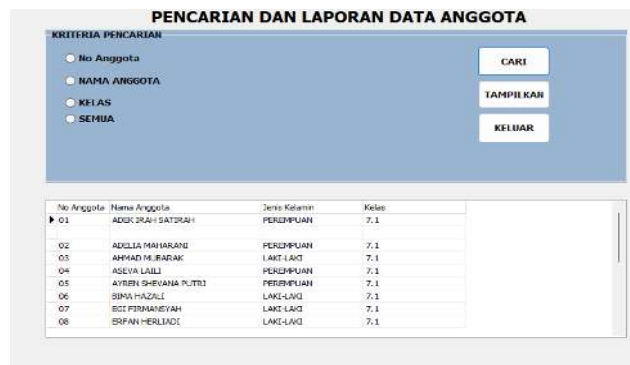 PENCARIAN DAN LAPORAN DATA ANGGOTA
KRITERIA PENCARIAN
No Anggota
NAMA ANGGOTA
KELAS
SEMUA
CARI
TAMPILKAN
KELUAR
No Anggota Nama Anggota Jenis Kelamin Kelas
01 ADEK IRAH SATIRAH PEREMPUAN 7.1
02 ADELIA MAHARANI PEREMPUAN 7.1
03 AHMAD MUBARAK LAKI-LAKI 7.1
04 ASEVA LAILI PEREMPUAN 7.1
05 AYREN SHEVANA PUTRI PEREMPUAN 7.1
06 BIMA HAZALI LAKI-LAKI 7.1
07 EGI FIRMANSYAH LAKI-LAKI 7.1
08 ERFAN HERLIADI LAKI-LAKI 7.1